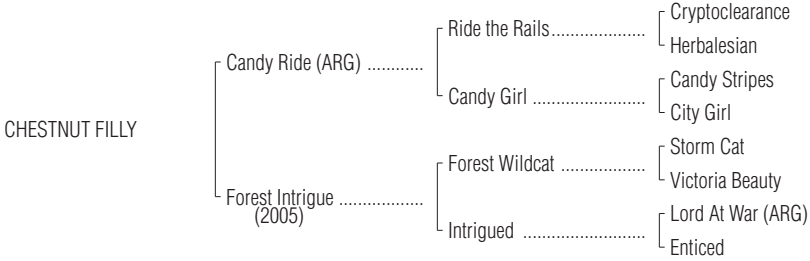 Cryptoclearance
Ride the Rails....................
Herbalesian
Candy Ride (ARG) ............
Candy Stripes
Candy Girl ........................
City Girl
CHESTNUT FILLY
Storm Cat
Forest Wildcat ..................
Victoria Beauty
Forest Intrigue ..................
(2005)
Lord At War (ARG)
Intrigued ..........................
Enticed